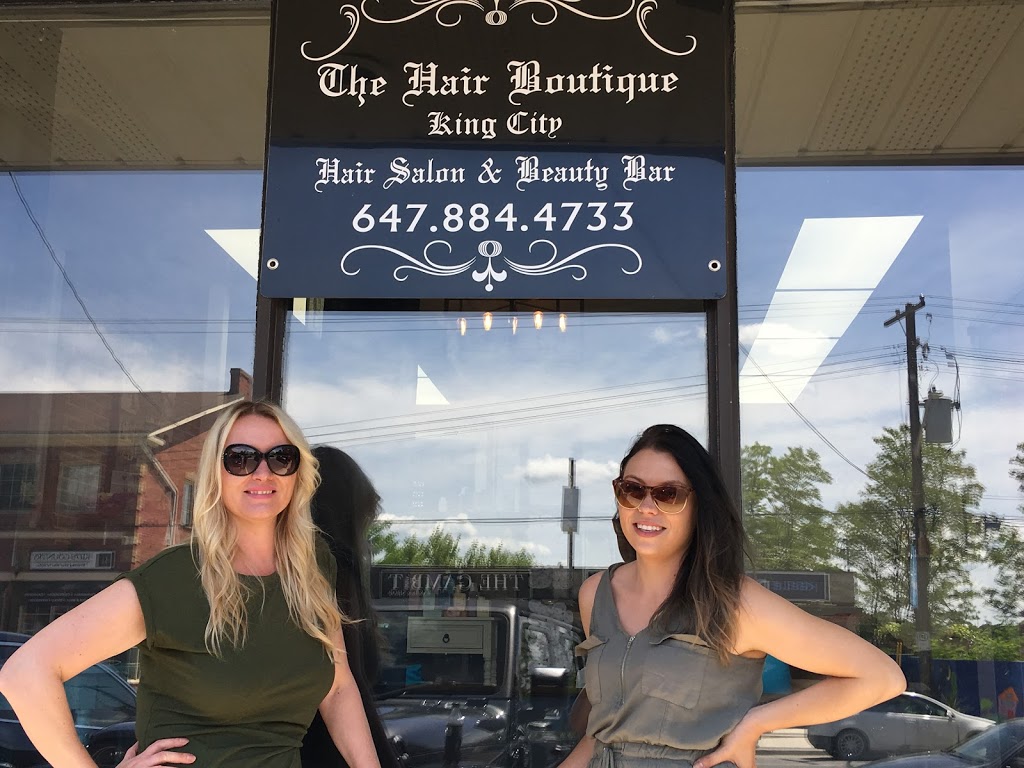 The Hair Boutique
King City
Hair Salon & Beauty Bar
647.884.4733